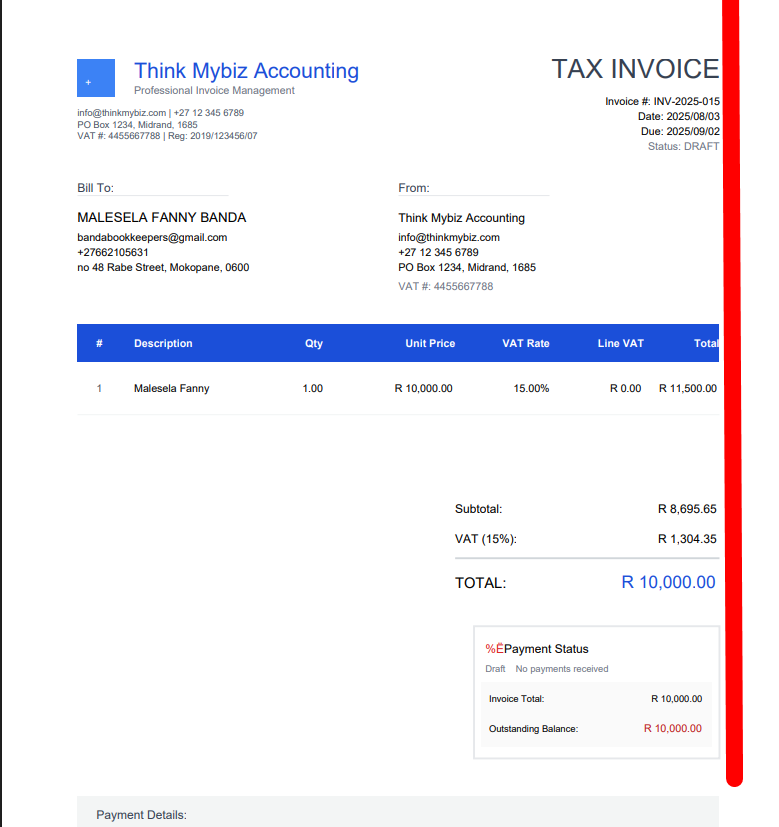 +
Think Mybiz Accounting
Professional Invoice Management
info@thinkmybiz.com | +27 12 345 6789
PO Box 1234, Midrand, 1685
VAT #: 4455667788 | Reg: 2019/123456/07
TAX INVOICE
Invoice #: INV-2025-015
Date: 2025/08/03
Due: 2025/09/02
Status: DRAFT
Bill To:
MALESELA FANNY BANDA
bandabookkeepers@gmail.com
+27662105631
no 48 Rabe Street, Mokopane, 0600
From:
Think Mybiz Accounting
info@thinkmybiz.com
+27 12 345 6789
PO Box 1234, Midrand, 1685
VAT #: 4455667788
# Description Qty Unit Price VAT Rate Line VAT Total
1 Malesela Fanny 1.00 R 10,000.00 15.00% R 0.00 R 11,500.00
Subtotal: R 8,695.65
VAT (15%): R 1,304.35
TOTAL: R 10,000.00
%ËPayment Status
Draft No payments received
Invoice Total: R 10,000.00
Outstanding Balance: R 10,000.00
Payment Details: